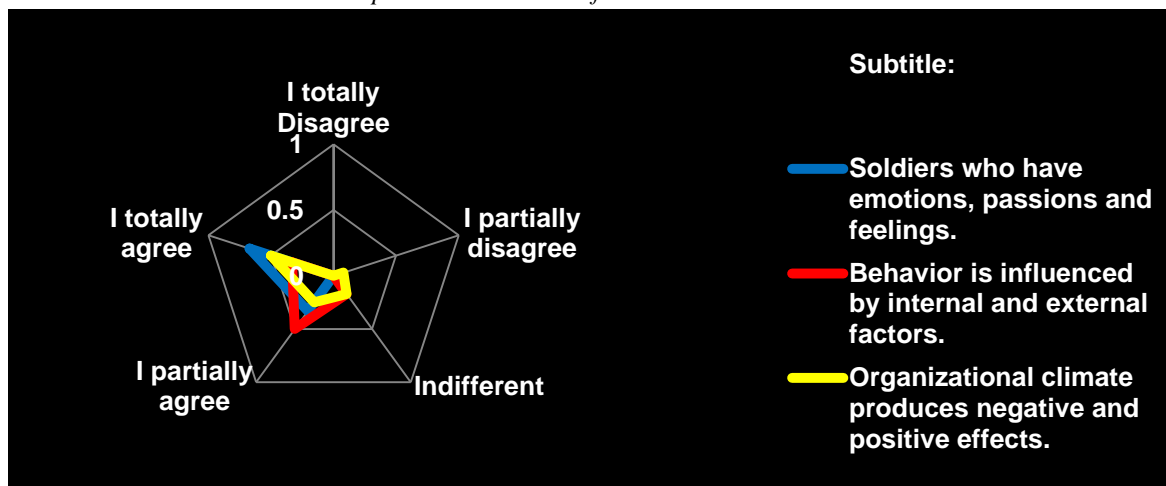 I totally
Disagree
1
0.5
0
I partially
disagree
Indifferent
I partially
agree
I totally
agree
Subtitle:
Soldiers who have
emotions, passions and
feelings.
Behavior is influenced
by internal and external
factors.
Organizational climate
produces negative and
positive effects.